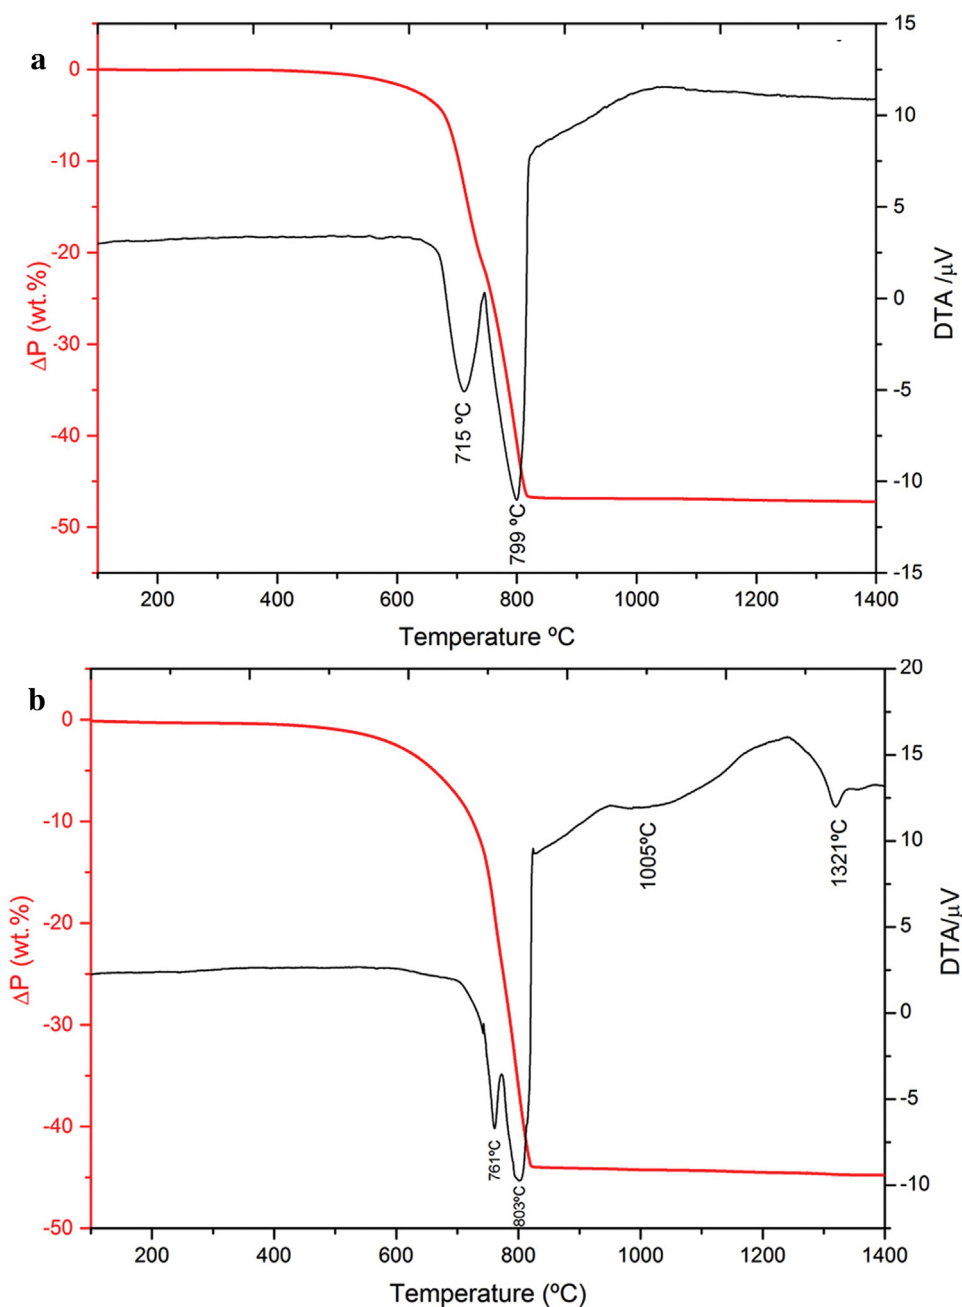 a
15
0
10
-10
5
-20
0
-30
-5
-40
-10
-50
-15
ΔP (wt.%)
DTA /μV
715 ºC
799 ºC
200
400
600
800
1000
1200
1400
Temperature ºC
b
20
0
15
-10
10
-20
5
0
-30
-5
-40
-10
-50
ΔP (wt.%)
DTA/μV
761ºC
803ºC
1005ºC
1321ºC
200
400
600
800
1000
1200
1400
Temperature (ºC)